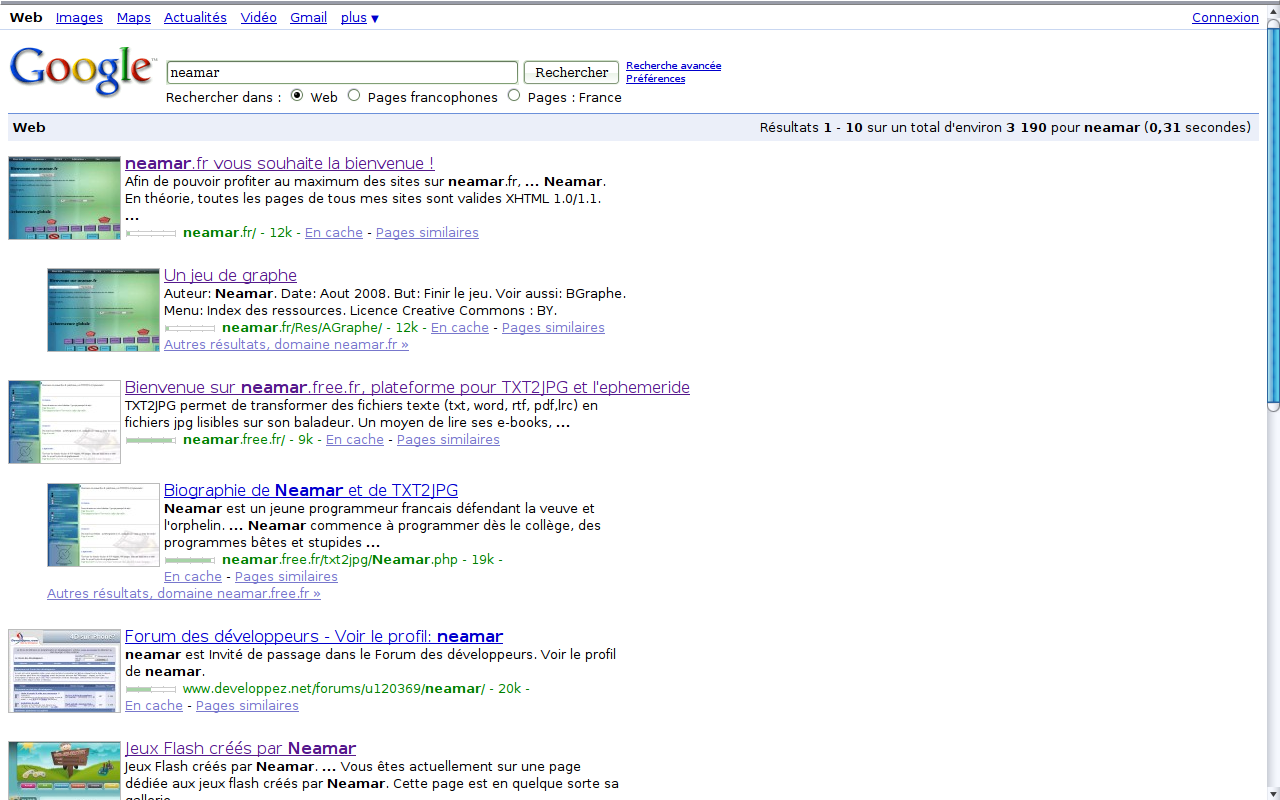 Web Images Maps Actualités Vidéo Gmail plus ▼ Connexion
Google™
neamar Rechercher Recherche avancée
Préférences
Rechercher dans : Web Pages francophones Pages : France
Web Résultats 1 - 10 sur un total d'environ 3 190 pour neamar (0,31 secondes)
neamar.fr vous souhaite la bienvenue !
Afin de pouvoir profiter au maximum des sites sur neamar.fr, ... Neamar.
En théorie, toutes les pages de tous mes sites sont valides XHTML 1.0/1.1.
...
neamar.fr/ - 12k - En cache - Pages similaires
Un jeu de graphe
Auteur: Neamar. Date: Aout 2008. But: Finir le jeu. Voir aussi: BGraphe.
Menu: Index des ressources. Licence Creative Commons : BY.
neamar.fr/Res/AGraphe/ - 12k - En cache - Pages similaires
Autres résultats, domaine neamar.fr »
Bienvenue sur neamar.free.fr, plateforme pour TXT2JPG et l'ephemeride
TXT2JPG permet de transformer des fichiers texte (txt, word, rtf, pdf,lrc) en
fichiers jpg lisibles sur son baladeur. Un moyen de lire ses e-books, ...
neamar.free.fr/ - 9k - En cache - Pages similaires
Biographie de Neamar et de TXT2JPG
Neamar est un jeune programmeur francais défendant la veuve et
l'orphelin. ... Neamar commence à programmer dès le collège, des
programmes bêtes et stupides ...
neamar.free.fr/txt2jpg/Neamar.php - 19k -
En cache - Pages similaires
Autres résultats, domaine neamar.free.fr »
Forum des développeurs - Voir le profil: neamar
neamar est Invité de passage dans le Forum des développeurs. Voir le profil
de neamar.
www.developpez.net/forums/u120369/neamar/ - 20k -
En cache - Pages similaires
Jeux Flash créés par Neamar
Jeux Flash créés par Neamar. ... Vous êtes actuellement sur une page
dédiée aux jeux flash créés par Neamar. Cette page est en quelque sorte sa
gallerie